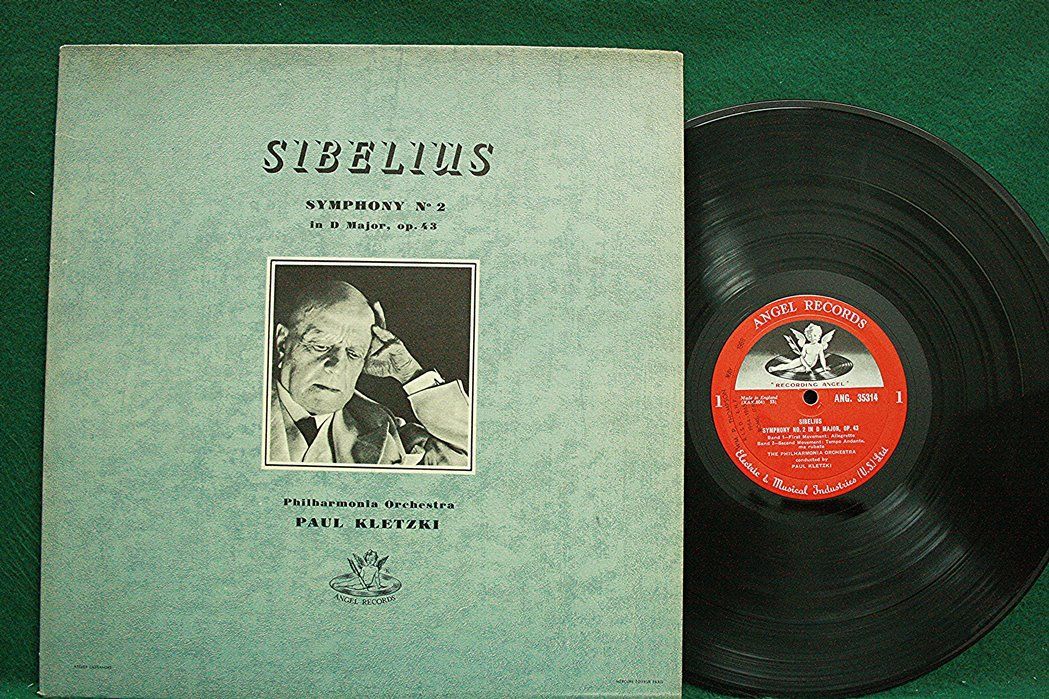 SIBELIUS
SYMPHONY Nº 2
in D Major, op. 43
Philharmonia Orchestra
PAUL KLETZKI
ANGEL RECORDS
ANGEL RECORDS
"RECORDING ANGEL"
Made in England
ANG. 35314
1 1
SIBELIUS
SYMPHONY NO. 2 IN D MAJOR, OP. 43
Band 1—First Movement: Allegretto
Band 2—Second Movement: Tempo Andante,
ma rubato
THE PHILHARMONIA ORCHESTRA
conducted by
PAUL KLETZKI
Electric & Musical Industries (U.S.) Ltd